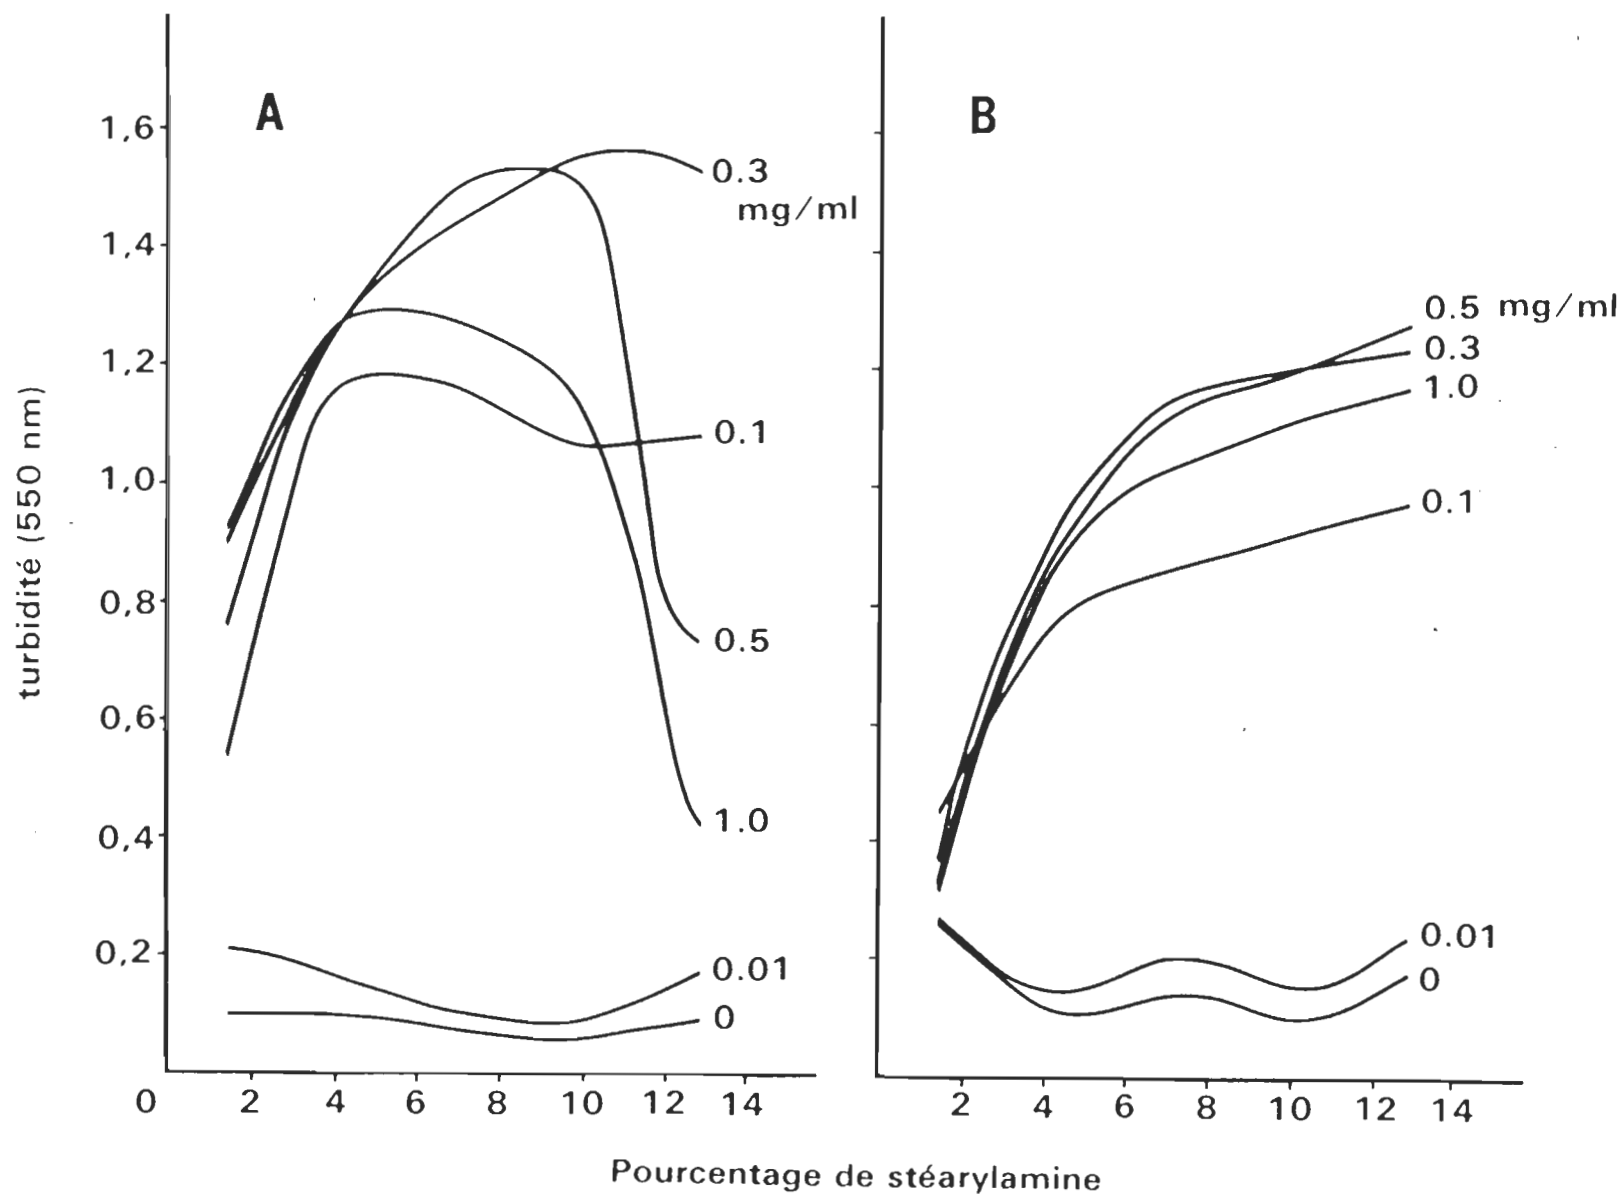 A
B
1,6
1,4
1,2
1,0
0,8
0,6
0,4
0,2
0
turbidité (550 nm)
0.3
mg/ml
0.1
0.5
1.0
0.01
0
2 4 6 8 10 12 14
0.5 mg/ml
0.3
1.0
0.1
0.01
0
2 4 6 8 10 12 14
Pourcentage de stéarylamine